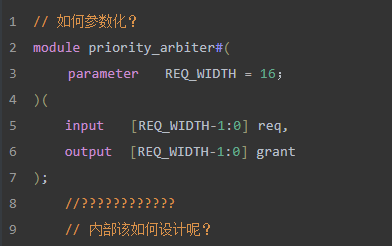 1 // 如何参数化？
2 module priority_arbiter#(
3 parameter REQ_WIDTH = 16;
4 )(
5 input [REQ_WIDTH-1:0] req,
6 output [REQ_WIDTH-1:0] grant
7 );
8 //????????????
9 // 内部该如何设计呢？